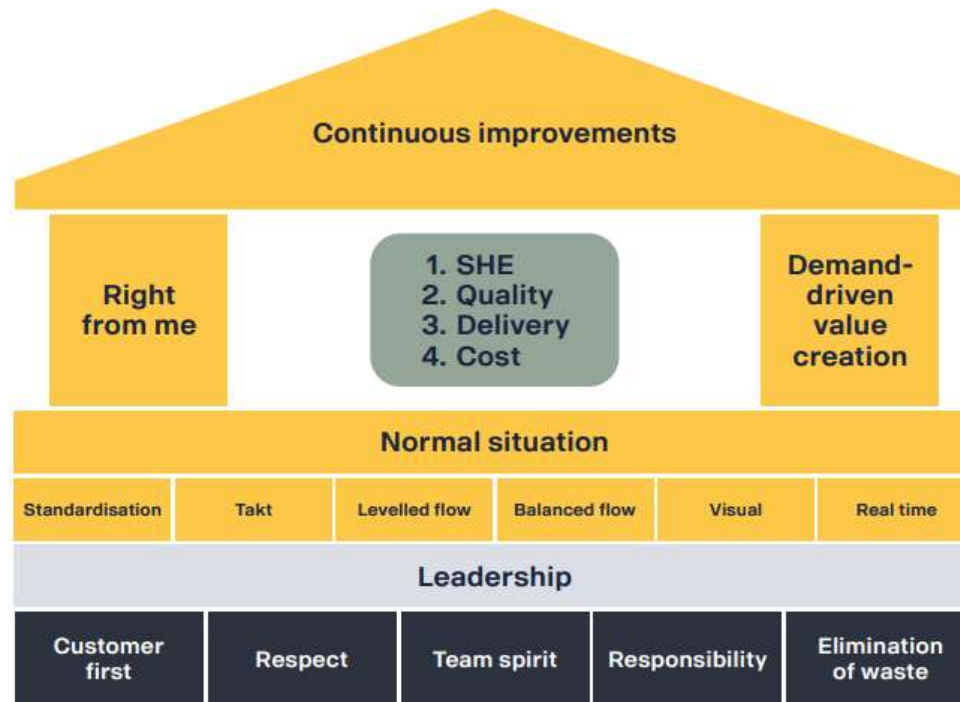 Continuous improvements
Right
from me
1. SHE
2. Quality
3. Delivery
4. Cost
Demand-
driven
value
creation
Normal situation
Standardisation
Takt
Levelled flow
Balanced flow
Visual
Real time
Leadership
Customer
first
Respect
Team spirit
Responsibility
Elimination
of waste